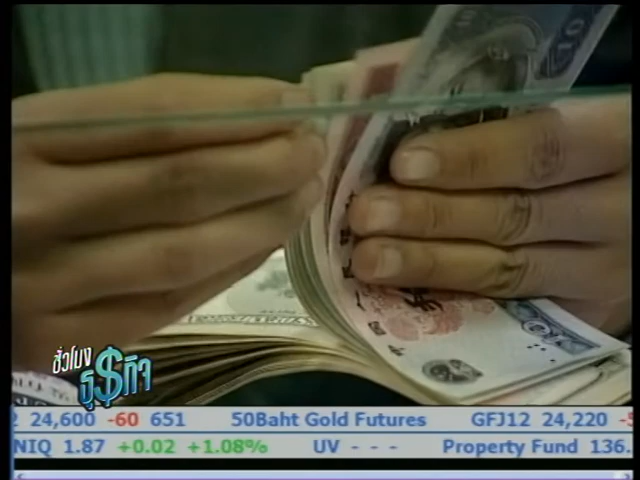 ชั่วโมง
ธุรกิจ
24,600 -60 651 50Baht Gold Futures GFJ12 24,220
NIQ 1.87 +0.02 +1.08% UV - - - Property Fund 136.
10